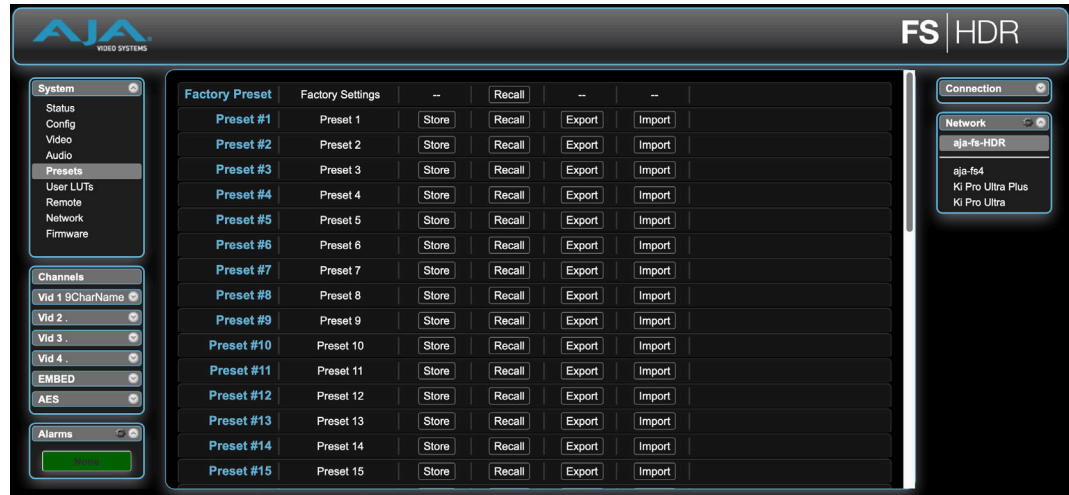 AJA
VIDEO SYSTEMS
FS|HDR
System
Status
Config
Video
Audio
Presets
User LUTs
Remote
Network
Firmware
Channels
Vid 1 9CharName
Vid 2 .
Vid 3 .
Vid 4 .
EMBED
AES
Alarms
None
Factory Preset Factory Settings -- Recall -- --
Preset #1 Preset 1 Store Recall Export Import
Preset #2 Preset 2 Store Recall Export Import
Preset #3 Preset 3 Store Recall Export Import
Preset #4 Preset 4 Store Recall Export Import
Preset #5 Preset 5 Store Recall Export Import
Preset #6 Preset 6 Store Recall Export Import
Preset #7 Preset 7 Store Recall Export Import
Preset #8 Preset 8 Store Recall Export Import
Preset #9 Preset 9 Store Recall Export Import
Preset #10 Preset 10 Store Recall Export Import
Preset #11 Preset 11 Store Recall Export Import
Preset #12 Preset 12 Store Recall Export Import
Preset #13 Preset 13 Store Recall Export Import
Preset #14 Preset 14 Store Recall Export Import
Preset #15 Preset 15 Store Recall Export Import
Connection
Network
aja-fs-HDR
aja-fs4
Ki Pro Ultra Plus
Ki Pro Ultra